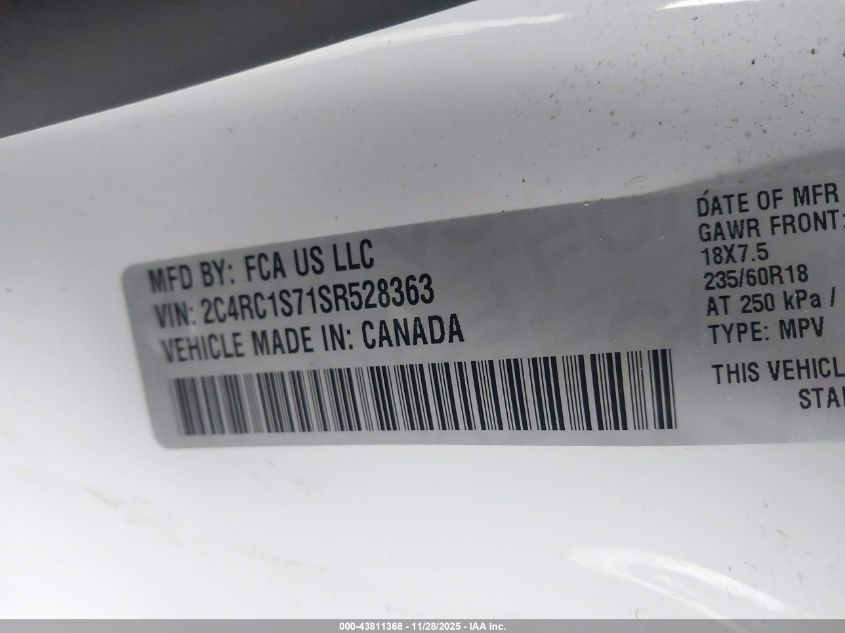 MFD BY: FCA US LLC
VIN: 2C4RC1S71SR528363
VEHICLE MADE IN: CANADA
DATE OF MFR
GAWR FRONT:
18X7.5
235/60R18
AT 250 kPa /
TYPE: MPV
THIS VEHICL
STA
000-43811368 - 11/28/2025 - IAA Inc.